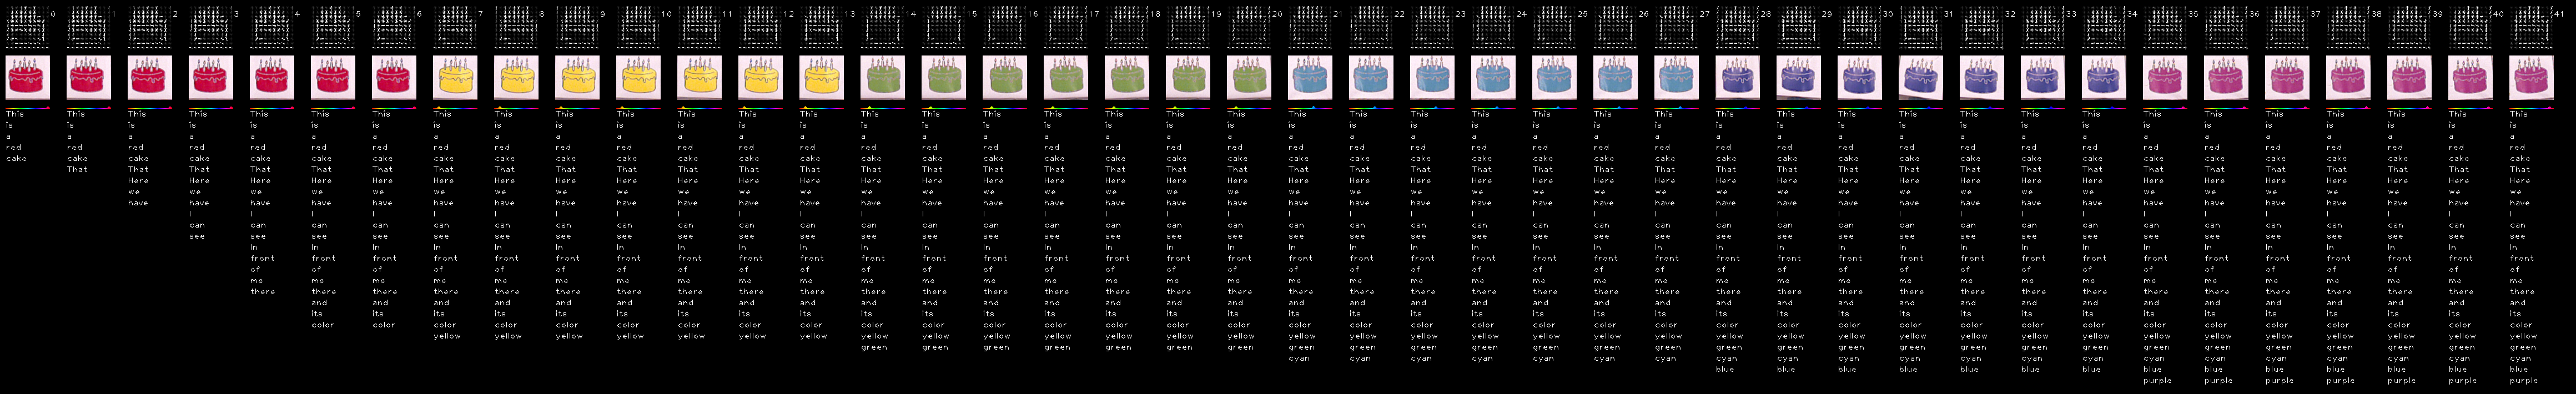 0 1 2 3 4 5 6 7 8 9 10 11 12 13 14 15 16 17 18 19 20 21 22 23 24 25 26 27 28 29 30 31 32 33 34 35 36 37 38 39 40 41
This This This This This This This This This This This This This This This This This This This This This This This This This This This This This This This This This This This This This This This This This This
is is is is is is is is is is is is is is is is is is is is is is is is is is is is is is is is is is is is is is is is is is
a a a a a a a a a a a a a a a a a a a a a a a a a a a a a a a a a a a a a a a a a a
red red red red red red red red red red red red red red red red red red red red red red red red red red red red red red red red red red red red red red red red red red
cake cake cake cake cake cake cake cake cake cake cake cake cake cake cake cake cake cake cake cake cake cake cake cake cake cake cake cake cake cake cake cake cake cake cake cake cake cake cake cake cake cake
That That That That That That That That That That That That That That That That That That That That That That That That That That That That That That That That That That That That That That That That That
Here Here Here Here Here Here Here Here Here Here Here Here Here Here Here Here Here Here Here Here Here Here Here Here Here Here Here Here Here Here Here Here Here Here Here Here Here Here Here Here
we we we we we we we we we we we we we we we we we we we we we we we we we we we we we we we we we we we we we we we we
have have have have have have have have have have have have have have have have have have have have have have have have have have have have have have have have have have have have have have have have
I I I I I I I I I I I I I I I I I I I I I I I I I I I I I I I I I I I I I I I
can can can can can can can can can can can can can can can can can can can can can can can can can can can can can can can can can can can can can can can
see see see see see see see see see see see see see see see see see see see see see see see see see see see see see see see see see see see see see see see
In In In In In In In In In In In In In In In In In In In In In In In In In In In In In In In In In In In In In In
front front front front front front front front front front front front front front front front front front front front front front front front front front front front front front front front front front front front front front
of of of of of of of of of of of of of of of of of of of of of of of of of of of of of of of of of of of of of of
me me me me me me me me me me me me me me me me me me me me me me me me me me me me me me me me me me me me me me
there there there there there there there there there there there there there there there there there there there there there there there there there there there there there there there there there there there there there there
and and and and and and and and and and and and and and and and and and and and and and and and and and and and and and and and and and and and and and
its its its its its its its its its its its its its its its its its its its its its its its its its its its its its its its its its its its its its
color color color color color color color color color color color color color color color color color color color color color color color color color color color color color color color color color color color color color
yellow yellow yellow yellow yellow yellow yellow yellow yellow yellow yellow yellow yellow yellow yellow yellow yellow yellow yellow yellow yellow yellow yellow yellow yellow yellow yellow yellow yellow yellow yellow yellow yellow yellow yellow
green green green green green green green green green green green green green green green green green green green green green green green green green green green green
cyan cyan cyan cyan cyan cyan cyan cyan cyan cyan cyan cyan cyan cyan cyan cyan cyan cyan cyan cyan cyan
blue blue blue blue blue blue blue blue blue blue blue blue blue blue
purple purple purple purple purple purple purple